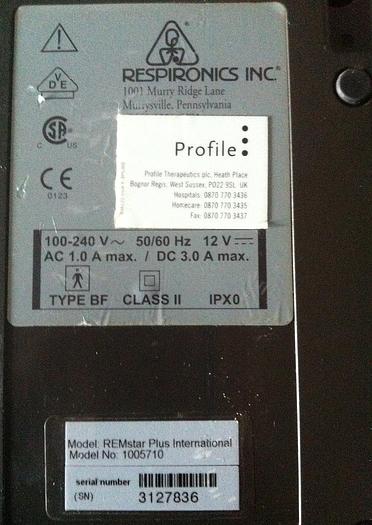 RESPIRONICS INC.®
1001 Murry Ridge Lane
Murrysville, Pennsylvania
V
D E
SA
C US
CE
0123
Profile
Profile Therapeutics plc, Heath Place
Bognor Regis, West Sussex, PO22 9SL UK
Hospitals: 0870 770 3436
Homecare: 0870 770 3435
Fax: 0870 770 3437
100-240 V~ 50/60 Hz 12 V ⎓
AC 1.0 A max. / DC 3.0 A max.
TYPE BF CLASS II IPX0
Model: REMstar Plus International
Model No: 1005710
serial number
(SN) 3127836